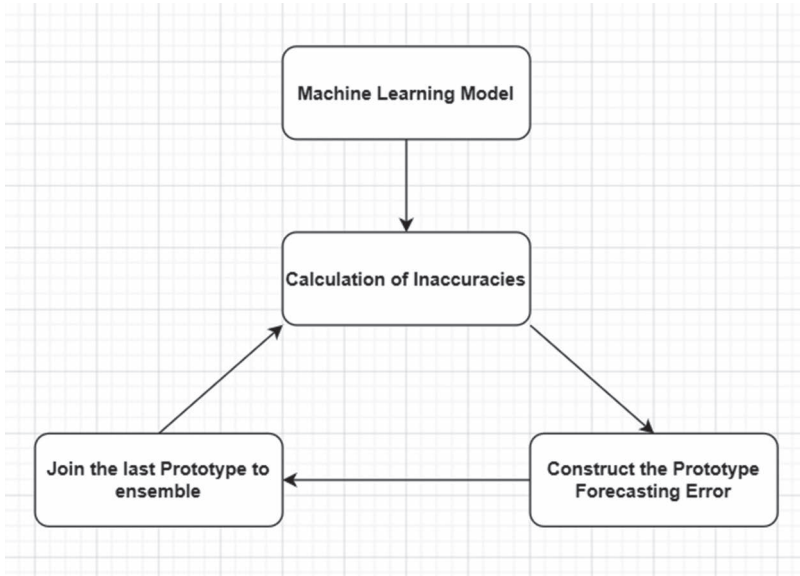 Machine Learning Model
Calculation of Inaccuracies
Join the last Prototype to
ensemble
Construct the Prototype
Forecasting Error